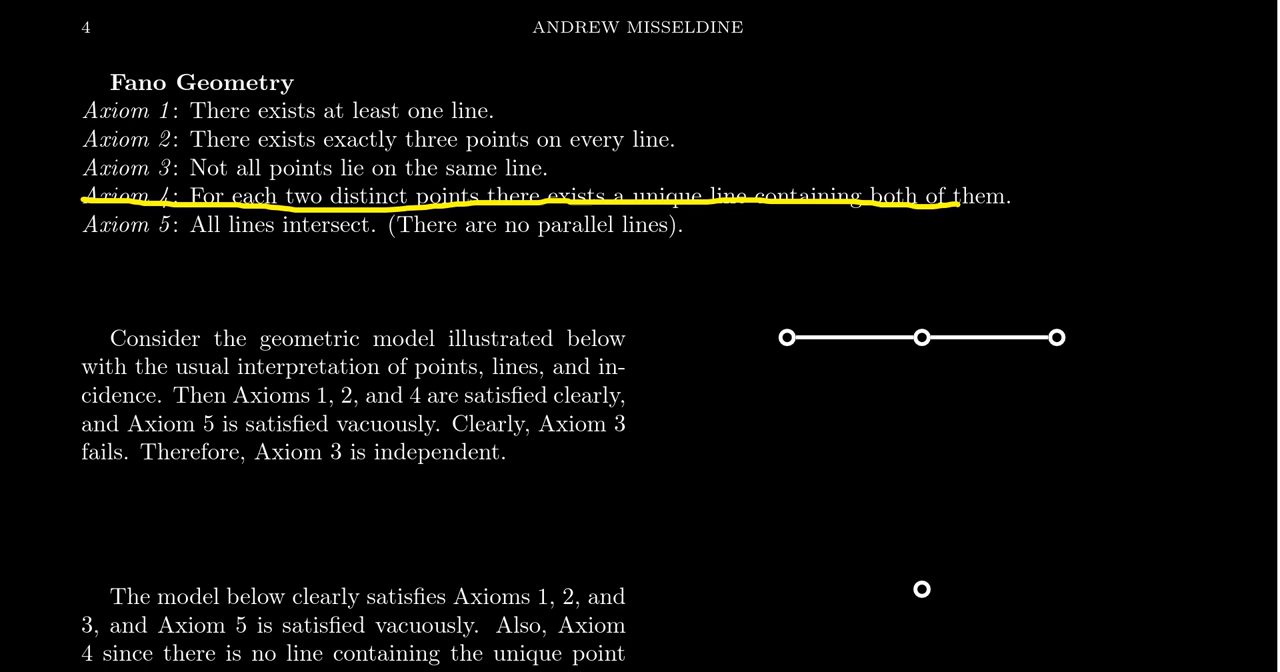 4 ANDREW MISSELDINE
Fano Geometry
Axiom 1: There exists at least one line.
Axiom 2: There exists exactly three points on every line.
Axiom 3: Not all points lie on the same line.
Axiom 4: For each two distinct points there exists a unique line containing both of them.
Axiom 5: All lines intersect. (There are no parallel lines).
Consider the geometric model illustrated below
with the usual interpretation of points, lines, and in-
cidence. Then Axioms 1, 2, and 4 are satisfied clearly,
and Axiom 5 is satisfied vacuously. Clearly, Axiom 3
fails. Therefore, Axiom 3 is independent.
The model below clearly satisfies Axioms 1, 2, and
3, and Axiom 5 is satisfied vacuously. Also, Axiom
4 since there is no line containing the unique point